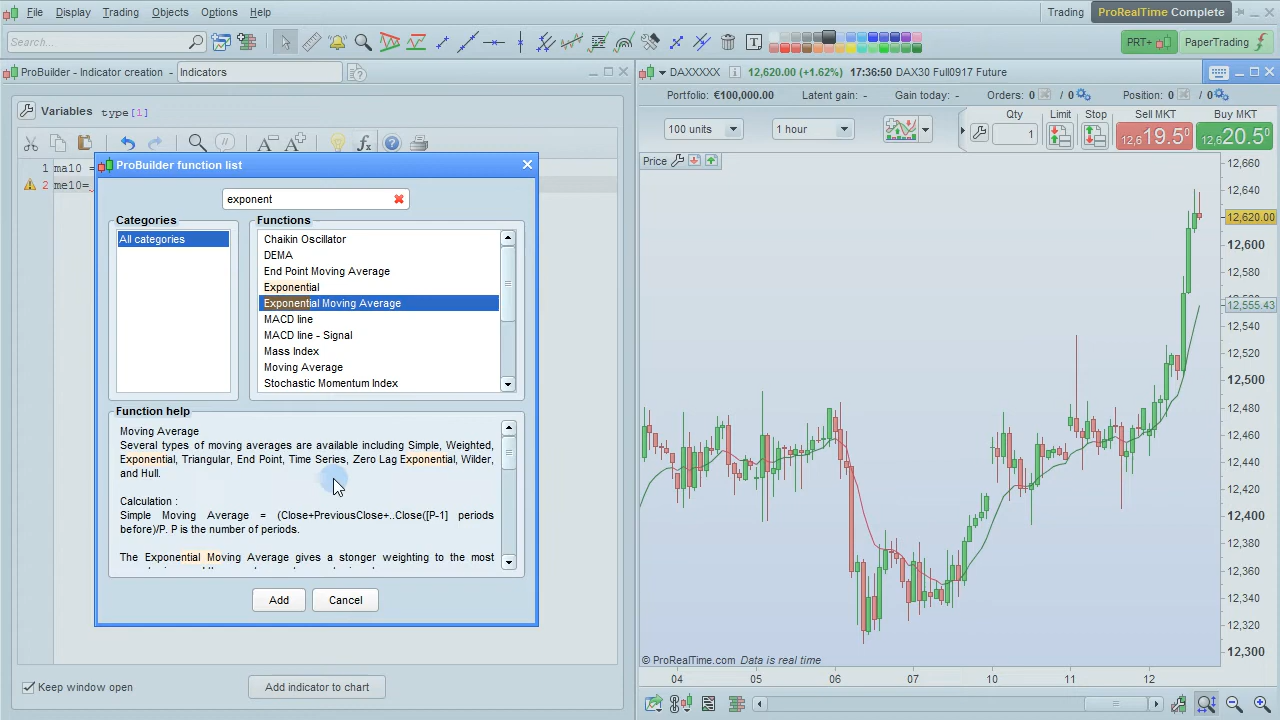 File Display Trading Objects Options Help
Trading ProRealTime Complete
Search...
T
PRT+ PaperTrading
ProBuilder - Indicator creation - Indicators
DAXXXXX i 12,620.00 (+1.62%) 17:36:50 DAX30 Full0917 Future
Portfolio: €100,000.00 Latent gain: - Gain today: - Orders: 0 / 0 Position: 0 / 0
Variables type[1]
100 units 1 hour
Qty Limit Stop Sell MKT Buy MKT
1 12,619.50 12,620.50
1 ma10 =
2 me10=
Price
ProBuilder function list
exponent
Categories Functions
All categories
Chaikin Oscillator
DEMA
End Point Moving Average
Exponential
Exponential Moving Average
MACD line
MACD line - Signal
Mass Index
Moving Average
Stochastic Momentum Index
Function help
Moving Average
Several types of moving averages are available including Simple, Weighted,
Exponential, Triangular, End Point, Time Series, Zero Lag Exponential, Wilder,
and Hull.
Calculation :
Simple Moving Average = (Close+PreviousClose+..Close([P-1] periods
before)/P. P is the number of periods.
The Exponential Moving Average gives a stonger weighting to the most
Add Cancel
Keep window open Add indicator to chart
12,660
12,640
12,620.00
12,600
12,580
12,555.43
12,540
12,520
12,500
12,480
12,460
12,440
12,420
12,400
12,380
12,360
12,340
12,320
12,300
© ProRealTime.com Data is real time
04 05 06 07 10 11 12